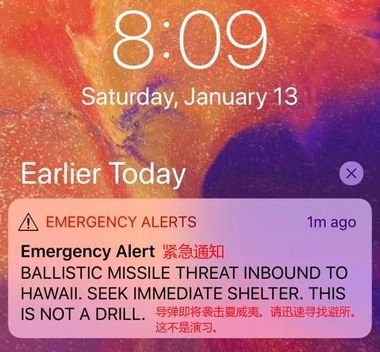 8:09
Saturday, January 13
Earlier Today
EMERGENCY ALERTS 1m ago
Emergency Alert 紧急通知
BALLISTIC MISSILE THREAT INBOUND TO
HAWAII. SEEK IMMEDIATE SHELTER. THIS
IS NOT A DRILL. 导弹即将袭击夏威夷。请迅速寻找避所。
这不是演习。